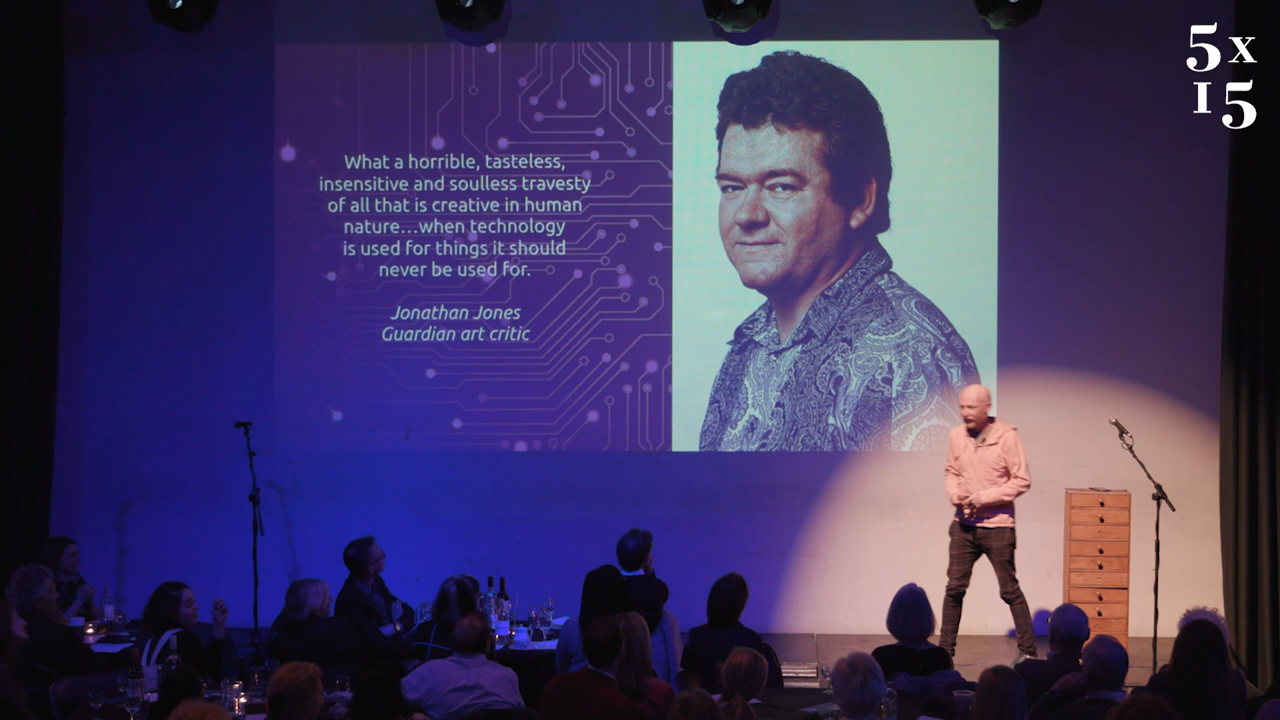 What a horrible, tasteless,
insensitive and soulless travesty
of all that is creative in human
nature...when technology
is used for things it should
never be used for.
Jonathan Jones
Guardian art critic
5 x
15